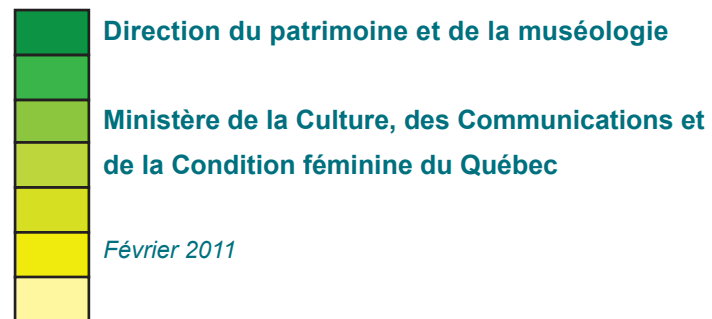 Direction du patrimoine et de la muséologie
Ministère de la Culture, des Communications et
de la Condition féminine du Québec
Février 2011